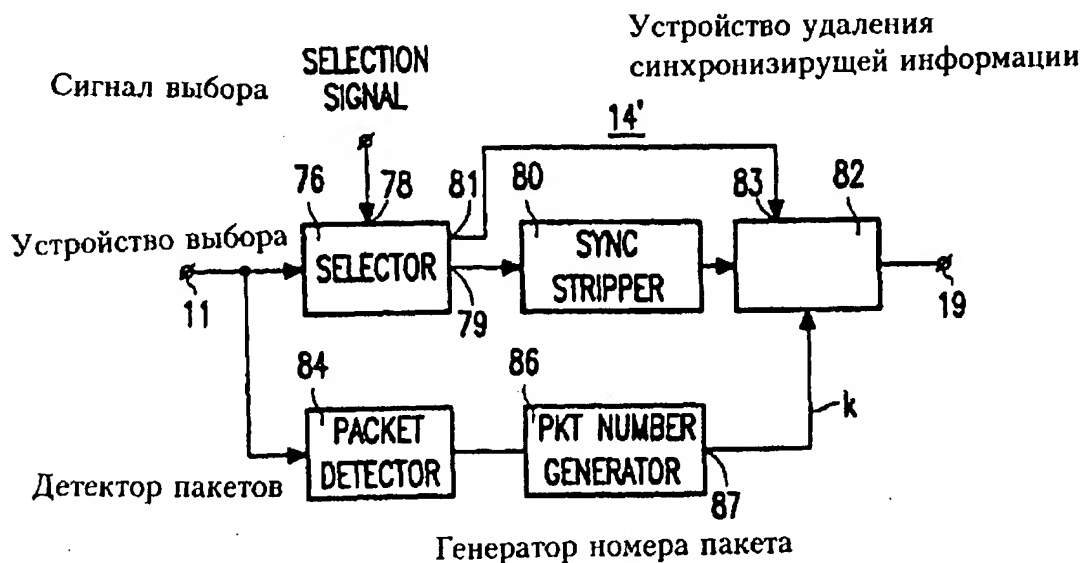 Устройство удаления
синхронизирущей информации
Сигнал выбора
SELECTION
SIGNAL
14'
76
78
81
80
83
82
Устройство выбора
SELECTOR
SYNC
STRIPPER
11
79
19
84
86
k
PACKET
DETECTOR
PKT NUMBER
GENERATOR
87
Детектор пакетов
Генератор номера пакета